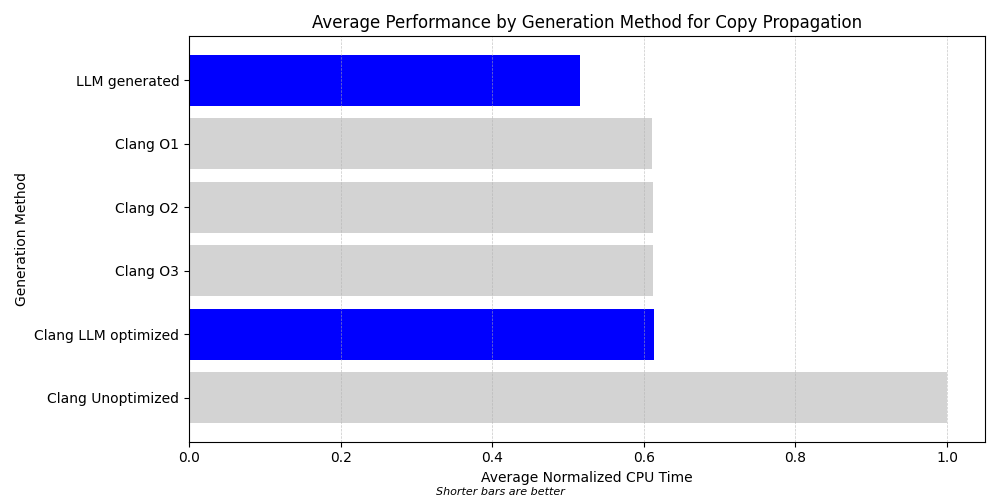 Average Performance by Generation Method for Copy Propagation
Generation Method
LLM generated
Clang O1
Clang O2
Clang O3
Clang LLM optimized
Clang Unoptimized
0.0 0.2 0.4 0.6 0.8 1.0
Average Normalized CPU Time
Shorter bars are better